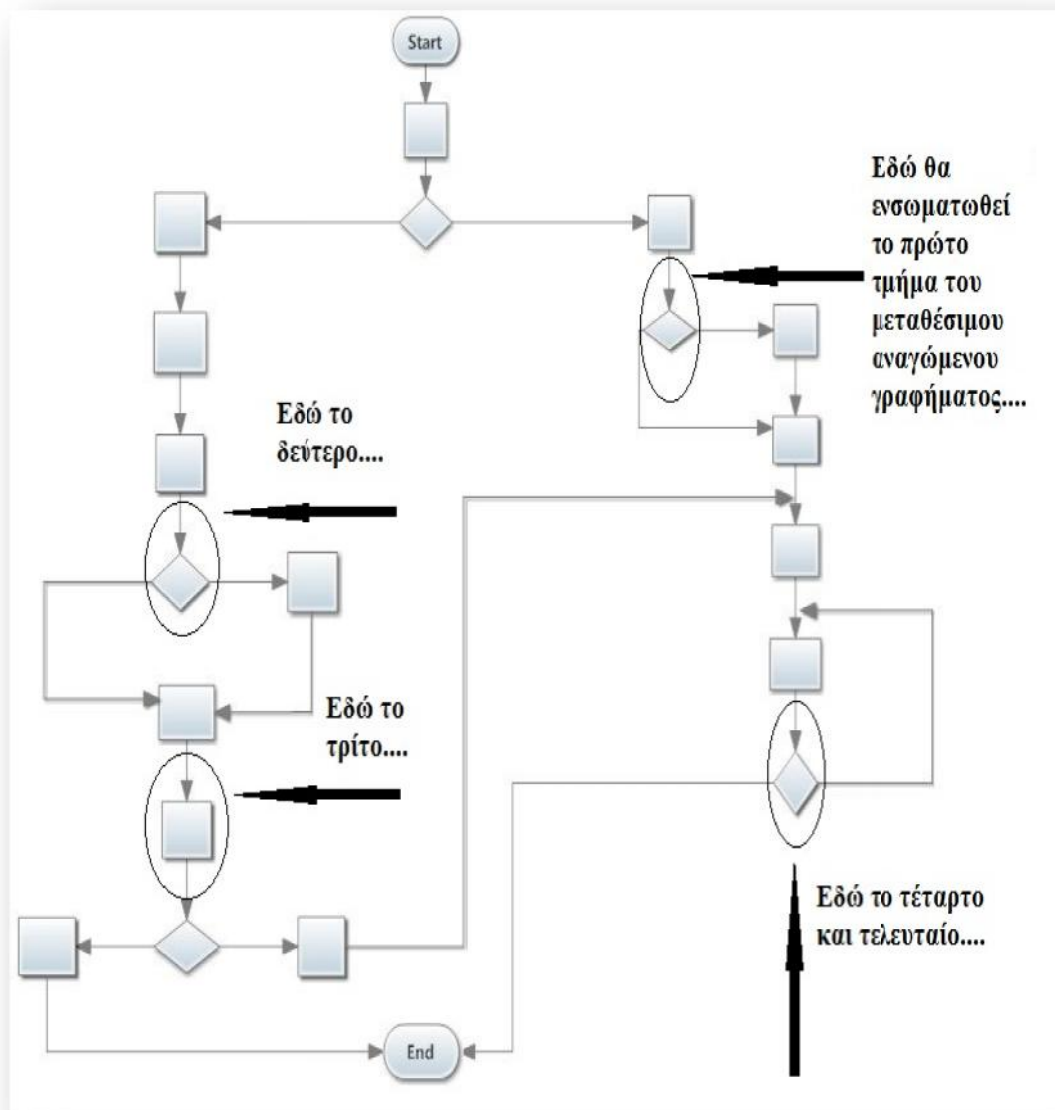 Start
Εδώ θα
ενσωματωθεί
το πρώτο
τμήμα του
μεταθέσιμου
αναγώμενου
γραφήματος....
Εδώ το
δεύτερο....
Εδώ το
τρίτο....
Εδώ το τέταρτο
και τελευταίο....
End